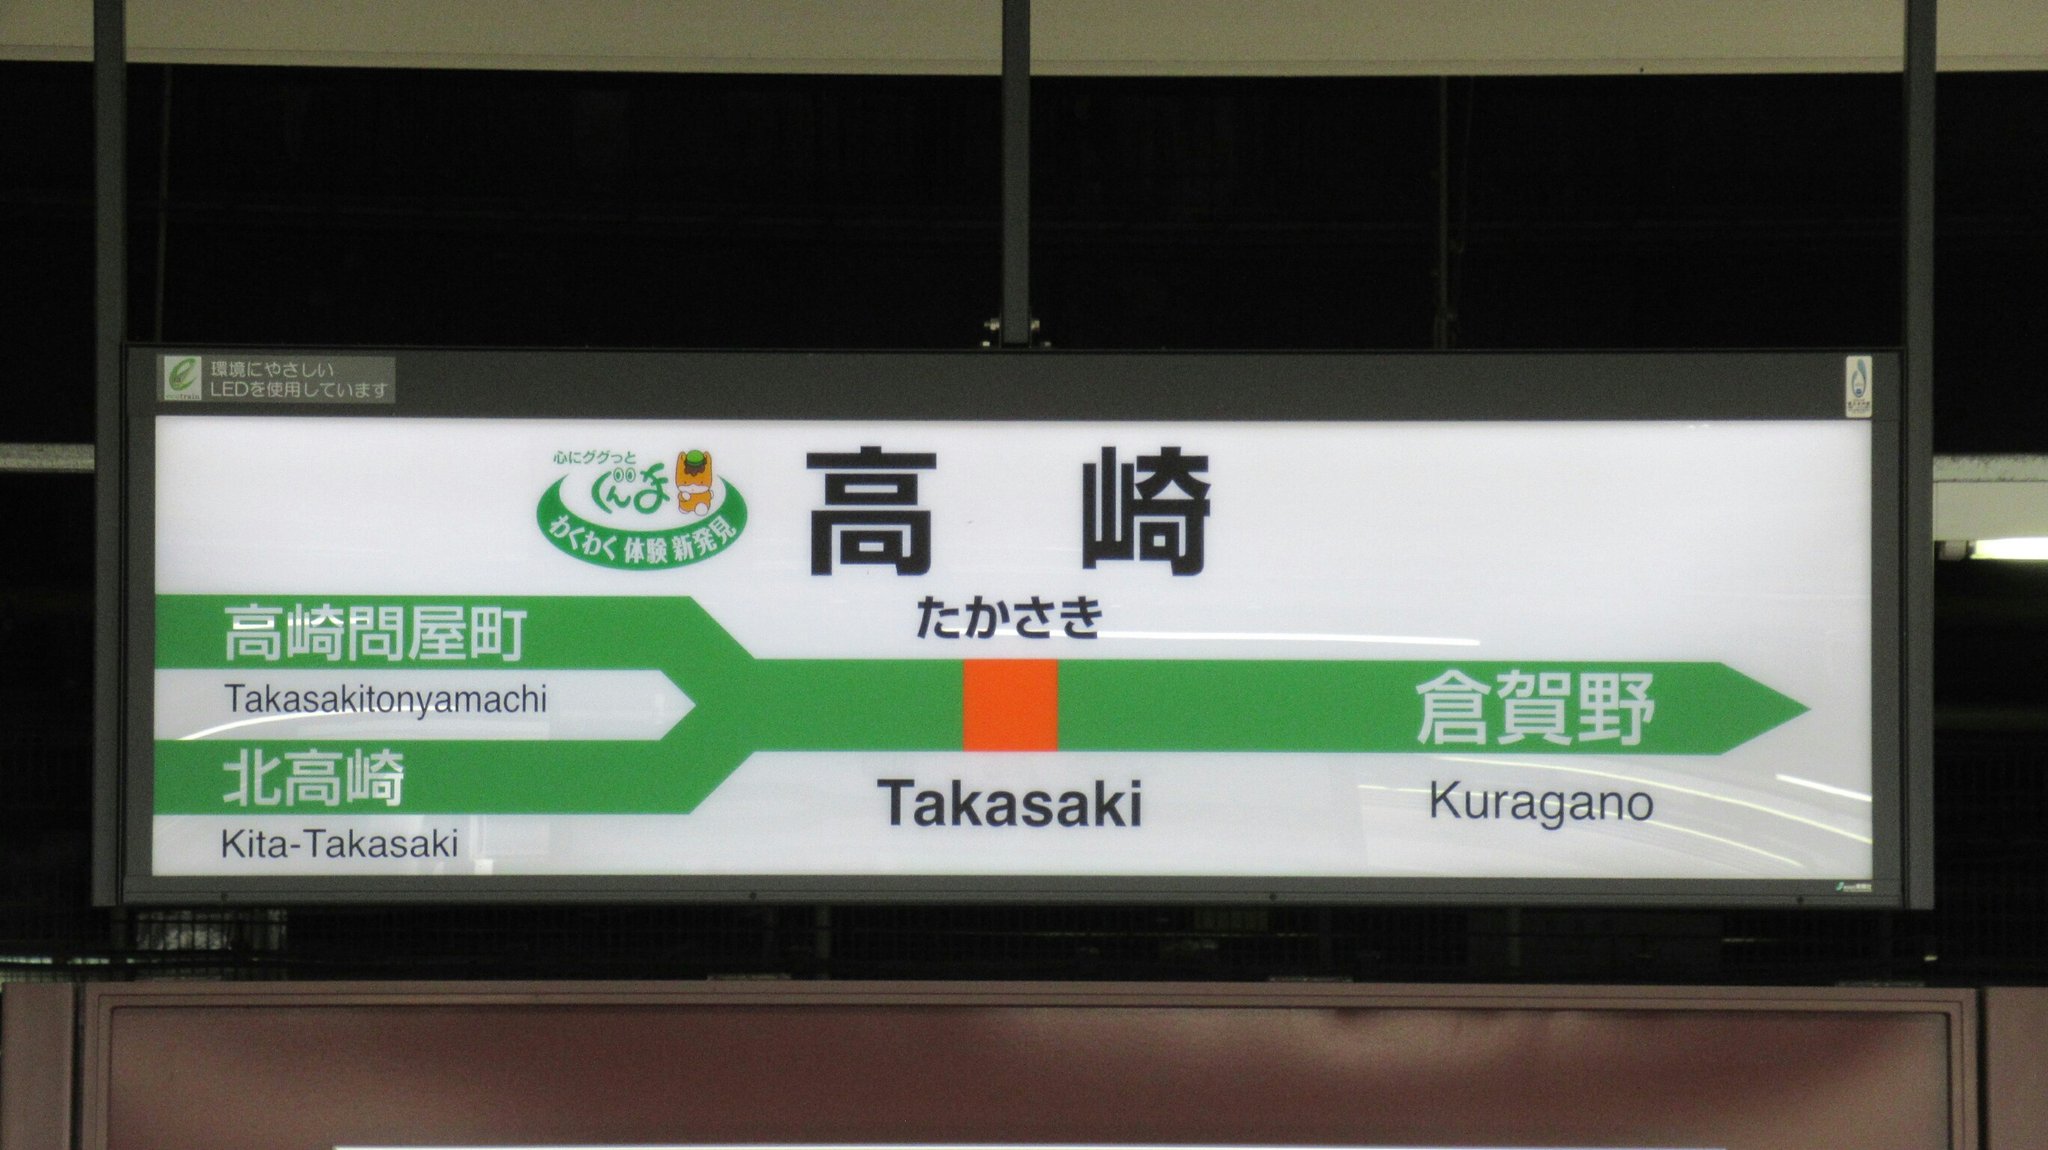 環境にやさしい
LEDを使用しています
心にググっと
ぐんま
わくわく 体験 新発見
高崎
たかさき
高崎問屋町
Takasakitonyamachi
北高崎
Kita-Takasaki
Takasaki
倉賀野
Kuragano